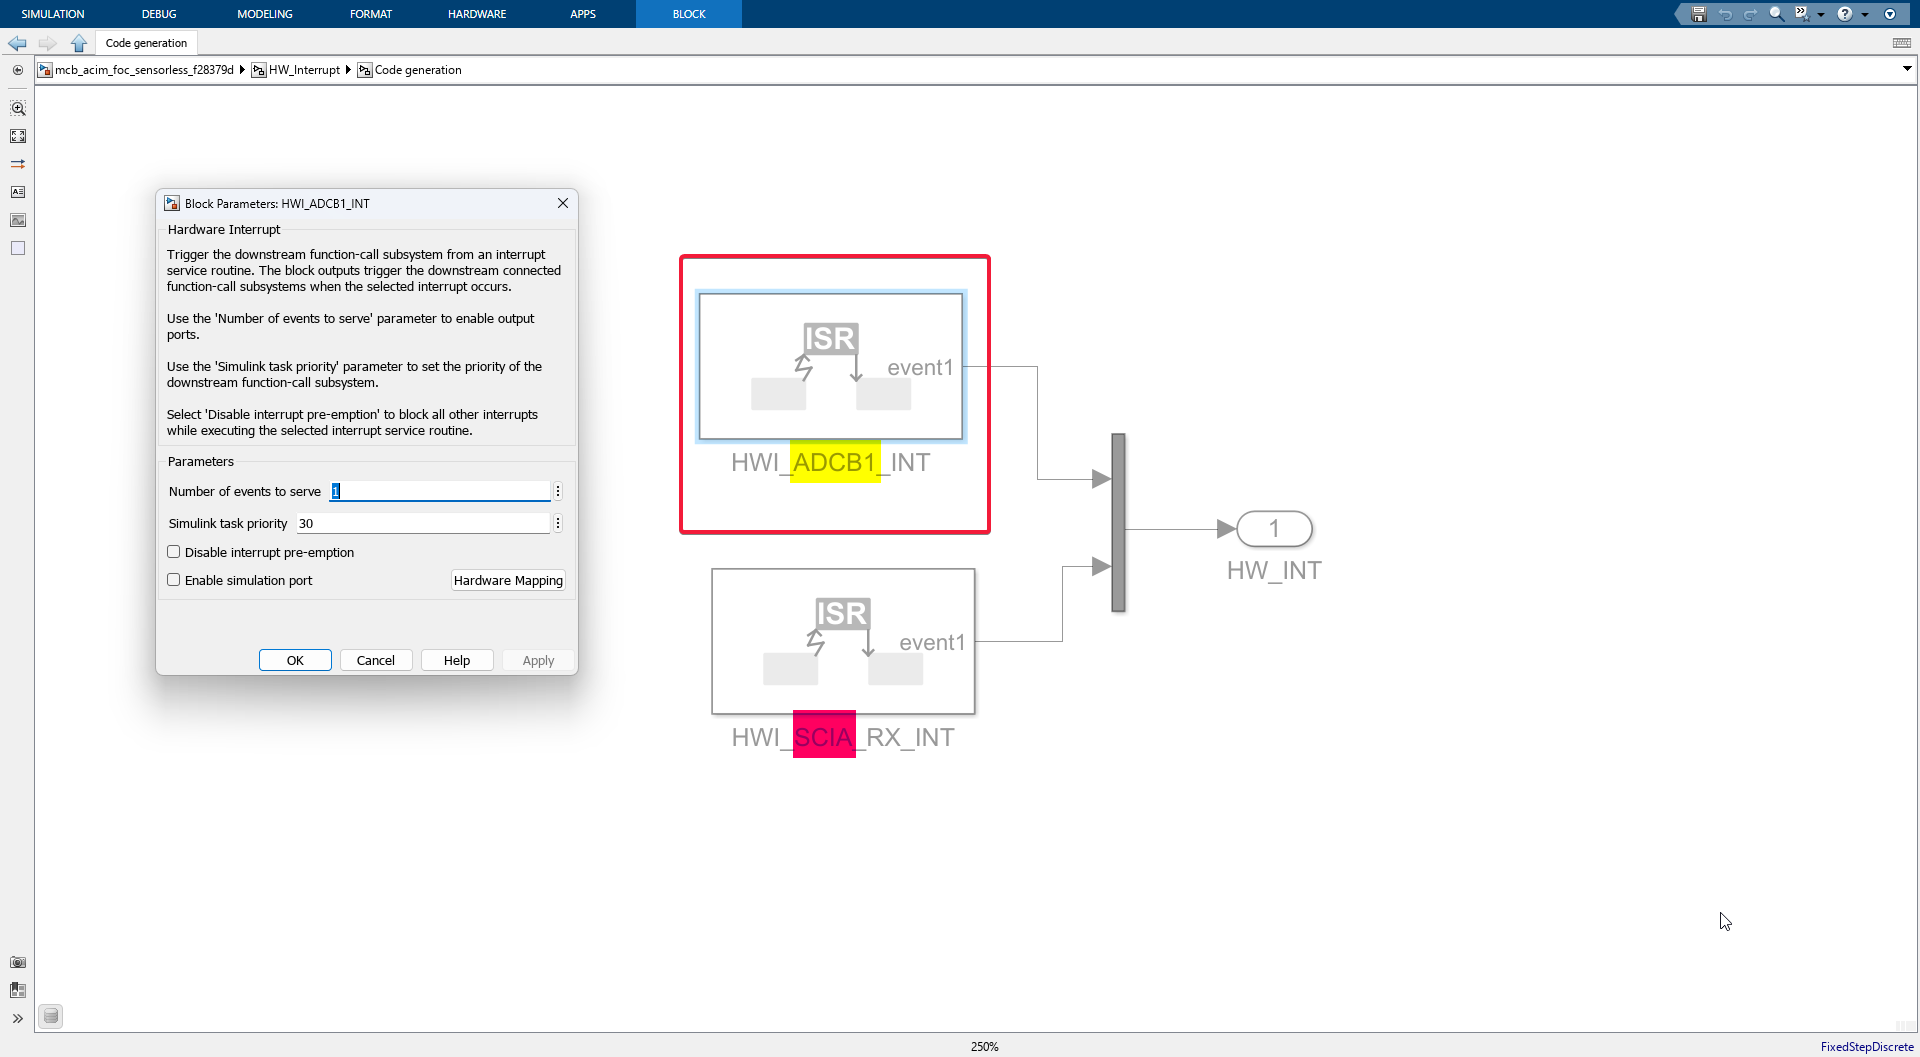 SIMULATION DEBUG MODELING FORMAT HARDWARE APPS BLOCK
Code generation
mcb_acim_foc_sensorless_f28379d HW_Interrupt Code generation
Block Parameters: HWI_ADCB1_INT
Hardware Interrupt
Trigger the downstream function-call subsystem from an interrupt
service routine. The block outputs trigger the downstream connected
function-call subsystems when the selected interrupt occurs.
Use the 'Number of events to serve' parameter to enable output
ports.
Use the 'Simulink task priority' parameter to set the priority of the
downstream function-call subsystem.
Select 'Disable interrupt pre-emption' to block all other interrupts
while executing the selected interrupt service routine.
Parameters
Number of events to serve 1
Simulink task priority 30
Disable interrupt pre-emption
Enable simulation port Hardware Mapping
OK Cancel Help Apply
ISR
event1
HWI_ADCB1_INT
ISR
event1
HWI_SCIA_RX_INT
1
HW_INT
250%
FixedStepDiscrete